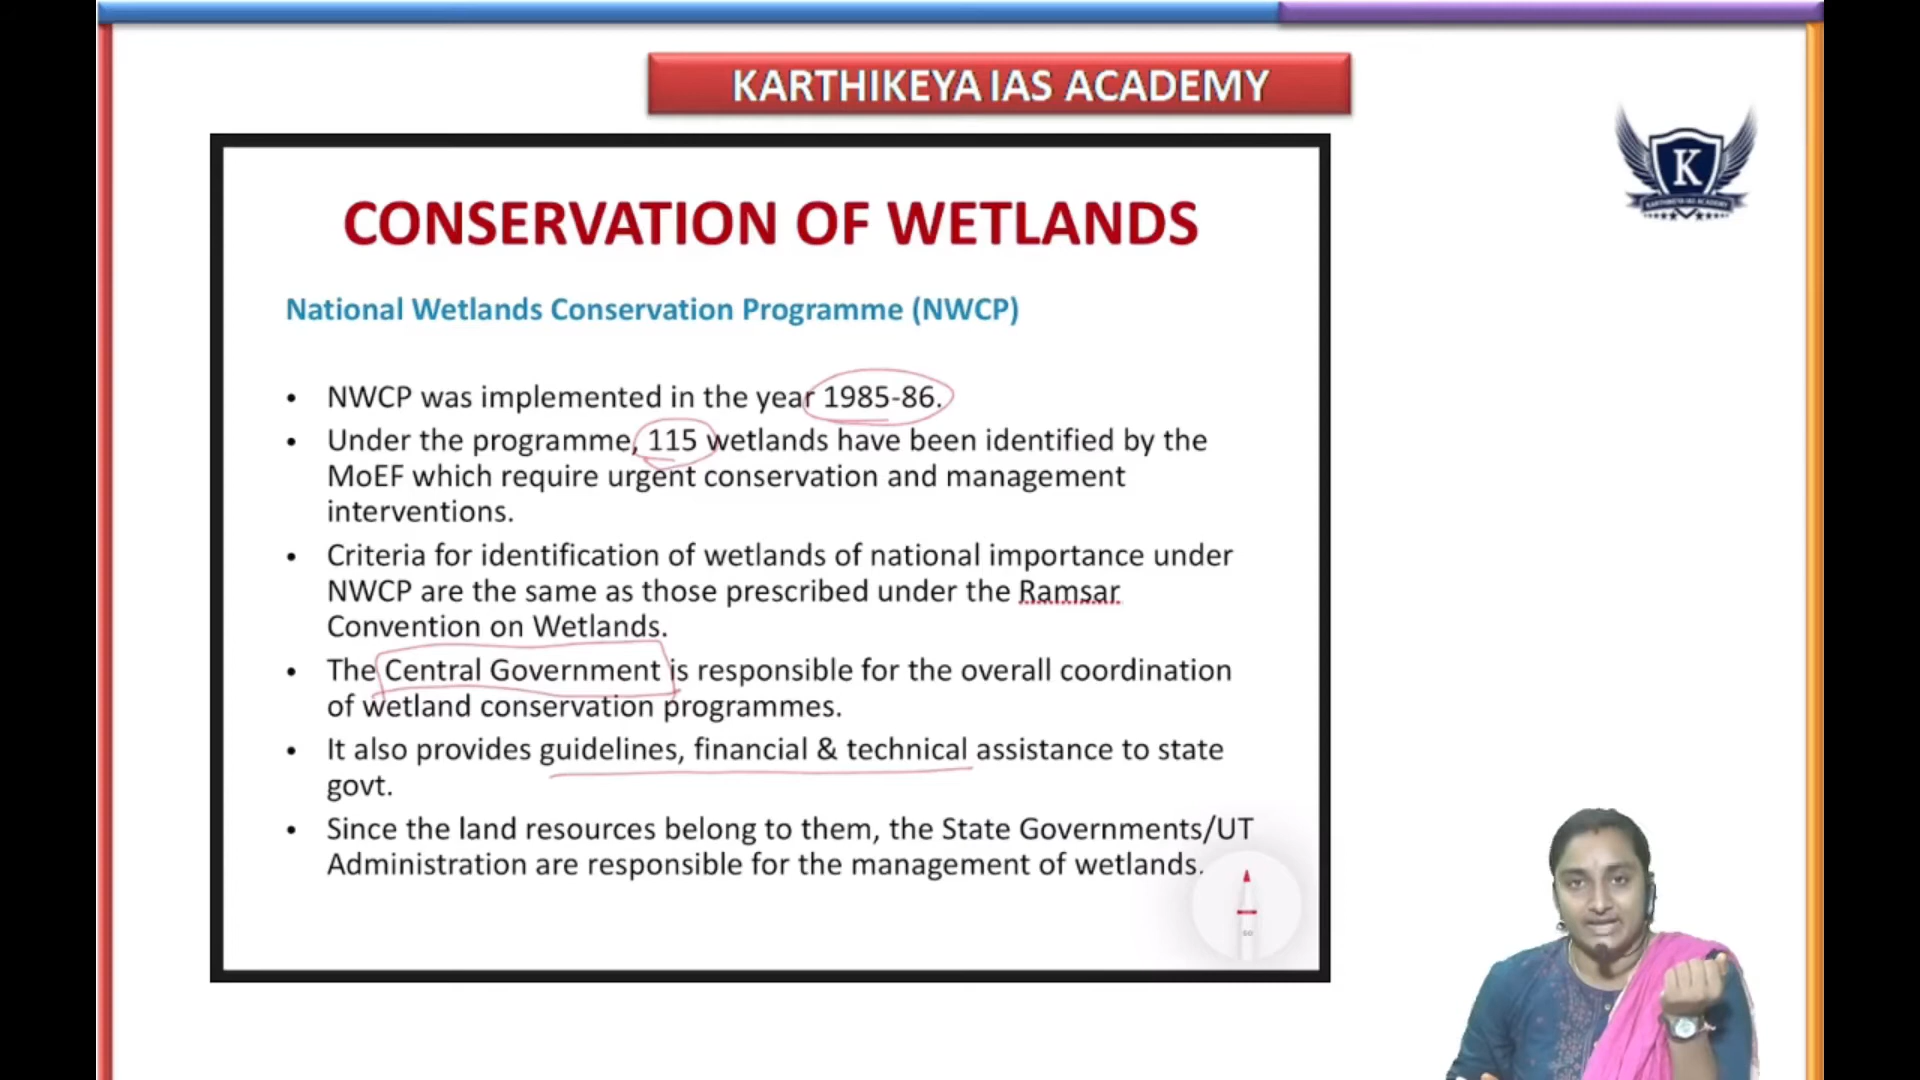 KARTHIKEYA IAS ACADEMY
K
KARTHIKEYA IAS ACADEMY
CONSERVATION OF WETLANDS
National Wetlands Conservation Programme (NWCP)
• NWCP was implemented in the year 1985-86.
• Under the programme, 115 wetlands have been identified by the
MoEF which require urgent conservation and management
interventions.
• Criteria for identification of wetlands of national importance under
NWCP are the same as those prescribed under the Ramsar
Convention on Wetlands.
• The Central Government is responsible for the overall coordination
of wetland conservation programmes.
• It also provides guidelines, financial & technical assistance to state
govt.
• Since the land resources belong to them, the State Governments/UT
Administration are responsible for the management of wetlands.